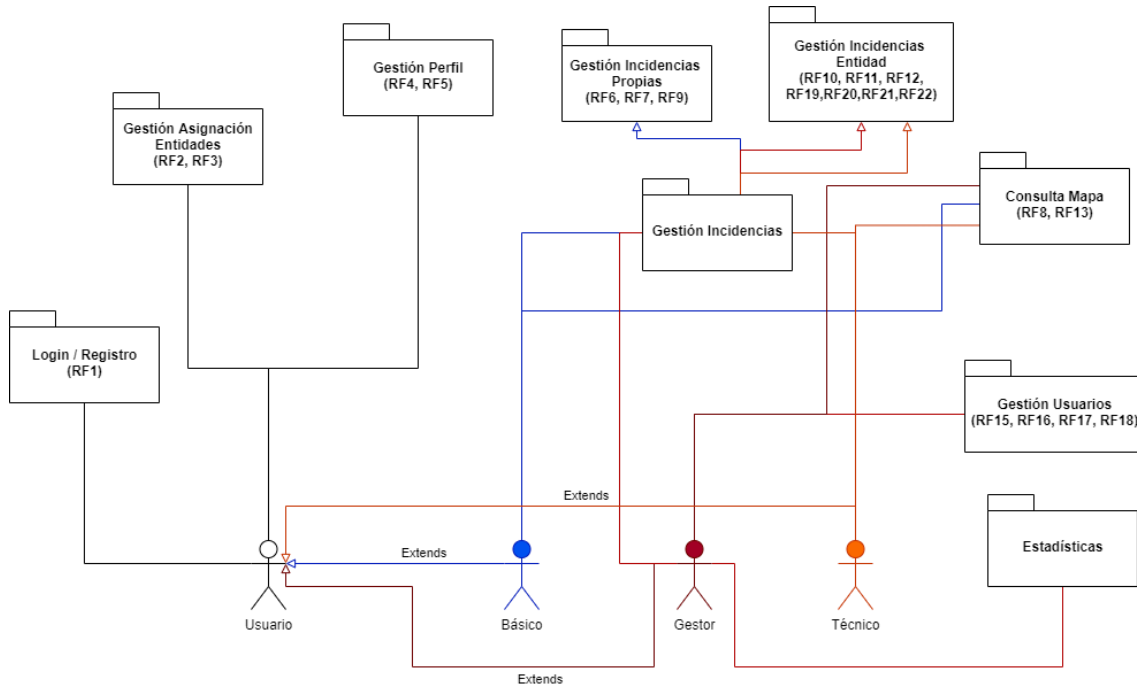 Gestión Perfil
(RF4, RF5)
Gestión Incidencias
Propias
(RF6, RF7, RF9)
Gestión Incidencias
Entidad
(RF10, RF11, RF12,
RF19,RF20,RF21,RF22)
Gestión Asignación
Entidades
(RF2, RF3)
Consulta Mapa
(RF8, RF13)
Gestión Incidencias
Login / Registro
(RF1)
Gestión Usuarios
(RF15, RF16, RF17, RF18)
Extends
Estadísticas
Extends
Usuario
Básico
Gestor
Técnico
Extends